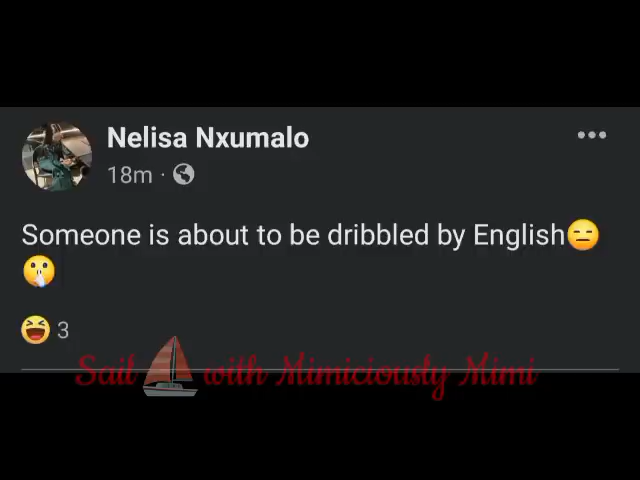 Nelisa Nxumalo
18m ·
Someone is about to be dribbled by English😑
🤫
3
Sail with Mimiciously Mimi